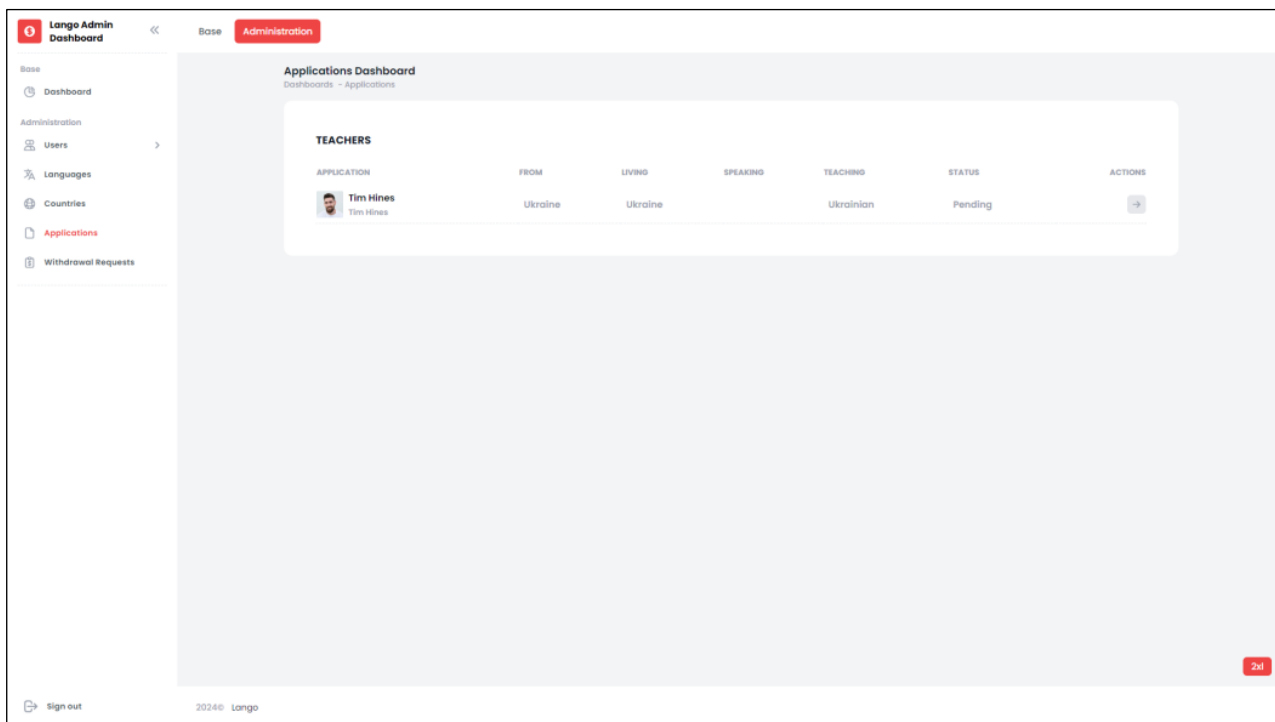 Lango Admin
Dashboard
Base
Administration
Base
Dashboard
Administration
Users
Languages
Countries
Applications
Withdrawal Requests
Sign out
Applications Dashboard
Dashboards - Applications
TEACHERS
APPLICATION FROM LIVING SPEAKING TEACHING STATUS ACTIONS
Tim Hines
Tim Hines
Ukraine Ukraine Ukrainian Pending
2xl
2024© Lango